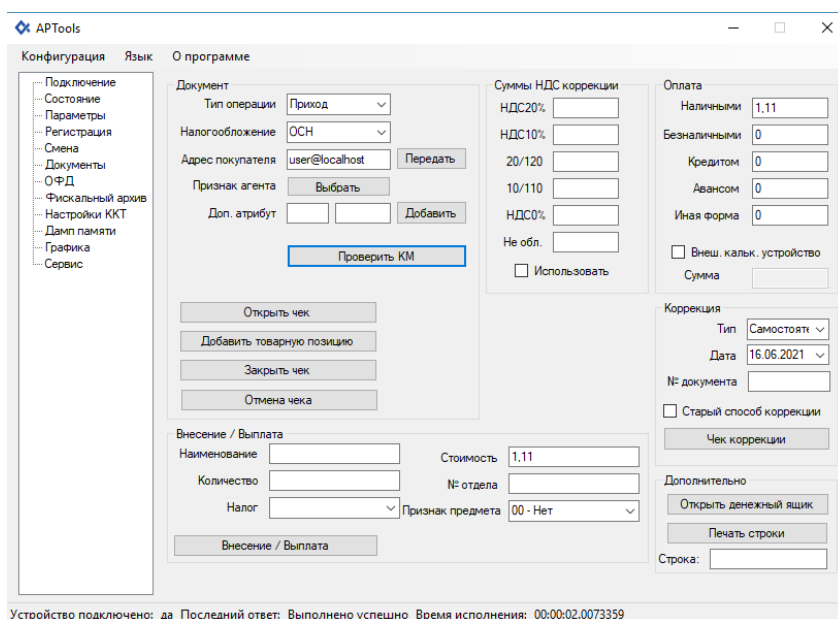 APTools
Конфигурация Язык О программе
Подключение
Состояние
Параметры
Регистрация
Смена
Документы
ОФД
Фискальный архив
Настройки ККТ
Дамп памяти
Графика
Сервис
Документ
Тип операции Приход
Налогообложение ОСН
Адрес покупателя user@localhost Передать
Признак агента Выбрать
Доп. атрибут Добавить
Проверить КМ
Открыть чек
Добавить товарную позицию
Закрыть чек
Отмена чека
Суммы НДС коррекции
НДС20%
НДС10%
20/120
10/110
НДС0%
Не обл.
Использовать
Оплата
Наличными 1,11
Безналичными 0
Кредитом 0
Авансом 0
Иная форма 0
Внеш. кальк. устройство
Сумма
Коррекция
Тип Самостояте
Дата 16.06.2021
№ документа
Старый способ коррекции
Чек коррекции
Внесение / Выплата
Наименование Стоимость 1,11
Количество № отдела
Налог Признак предмета 00 - Нет
Внесение / Выплата
Дополнительно
Открыть денежный ящик
Печать строки
Строка:
Устройство подключено: да Последний ответ: Выполнено успешно Время исполнения: 00:00:02.0073359